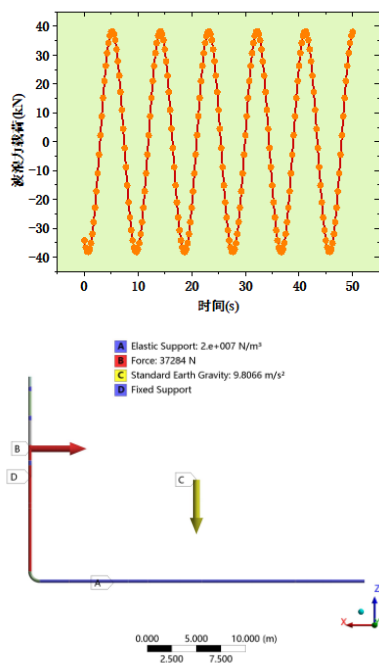 波浪力载荷(kN)
40
30
20
10
0
−10
−20
−30
−40
0 10 20 30 40 50
时间(s)
A Elastic Support: 2.e+007 N/m³
B Force: 37284 N
C Standard Earth Gravity: 9.8066 m/s²
D Fixed Support
B
C
D
A
Z
X Y
0.000 5.000 10.000 (m)
2.500 7.500